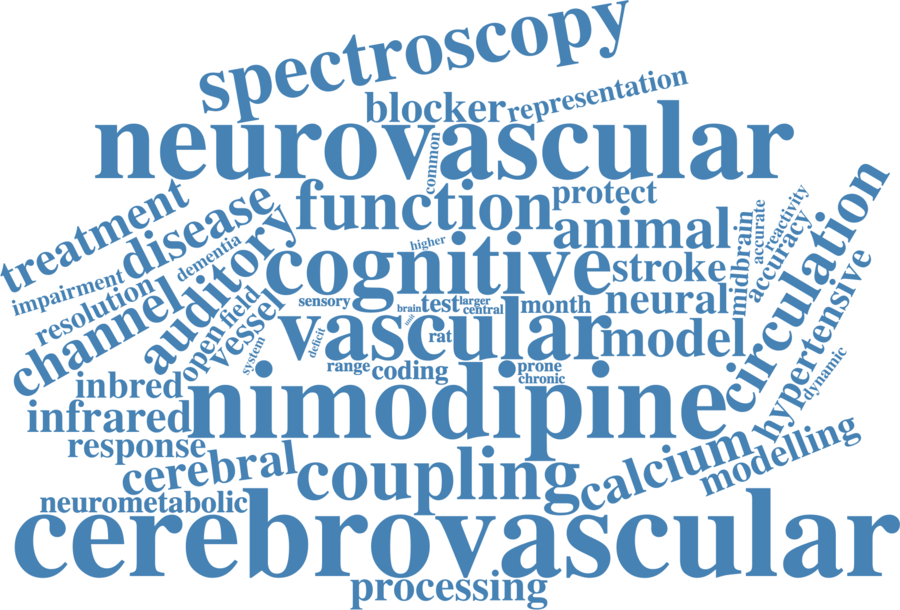 spectroscopy
blocker
representation
neurovascular
common
treatment
disease
function
protect
animal
auditory
dementia
impairment
resolution
channel
higher
cognitive
stroke
midbrain
accurate
reactivity
accuracy
circulation
open field
vessel
sensory
brain
test
larger
central
month
neural
system
deficit
vascular
rat
model
hypertensive
dynamic
inbred
range
coding
prone
chronic
infrared
nimodipine
response
cerebral
coupling
calcium
modelling
neurometabolic
cerebrovascular
processing